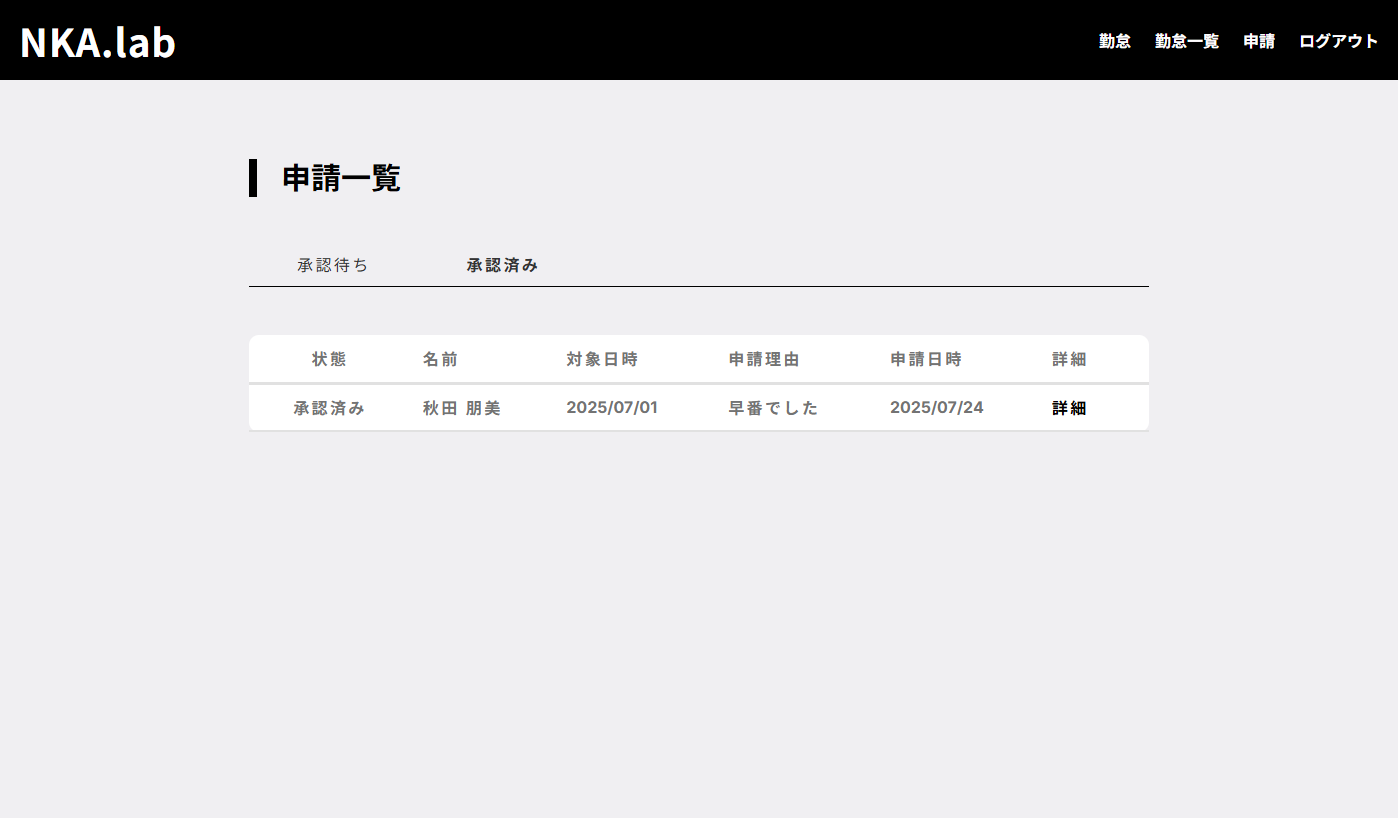 NKA.lab
勤怠 勤怠一覧 申請 ログアウト
申請一覧
承認待ち 承認済み
状態 名前 対象日時 申請理由 申請日時 詳細
承認済み 秋田 朋美 2025/07/01 早番でした 2025/07/24 詳細